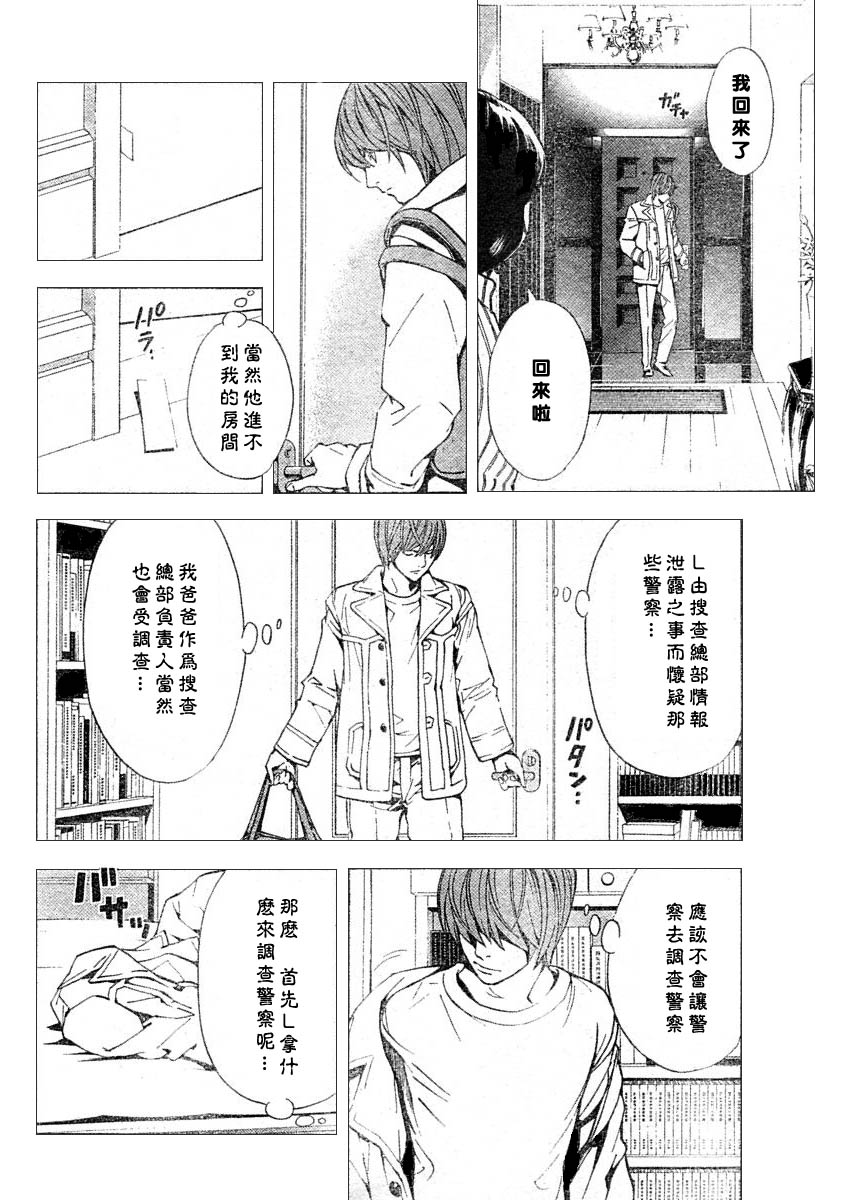 我回來了
ガチャ
回來啦
當然他進不
到我的房間
パラ…
L由搜查總部情報
泄露之事而懷疑那
些警察…
我爸爸作爲搜查
總部負責人當然
也會受調查…
パタン…
應該不會讓警
察去調查警察
那麽 首先L拿什
麽來調查警察呢…
バサッ